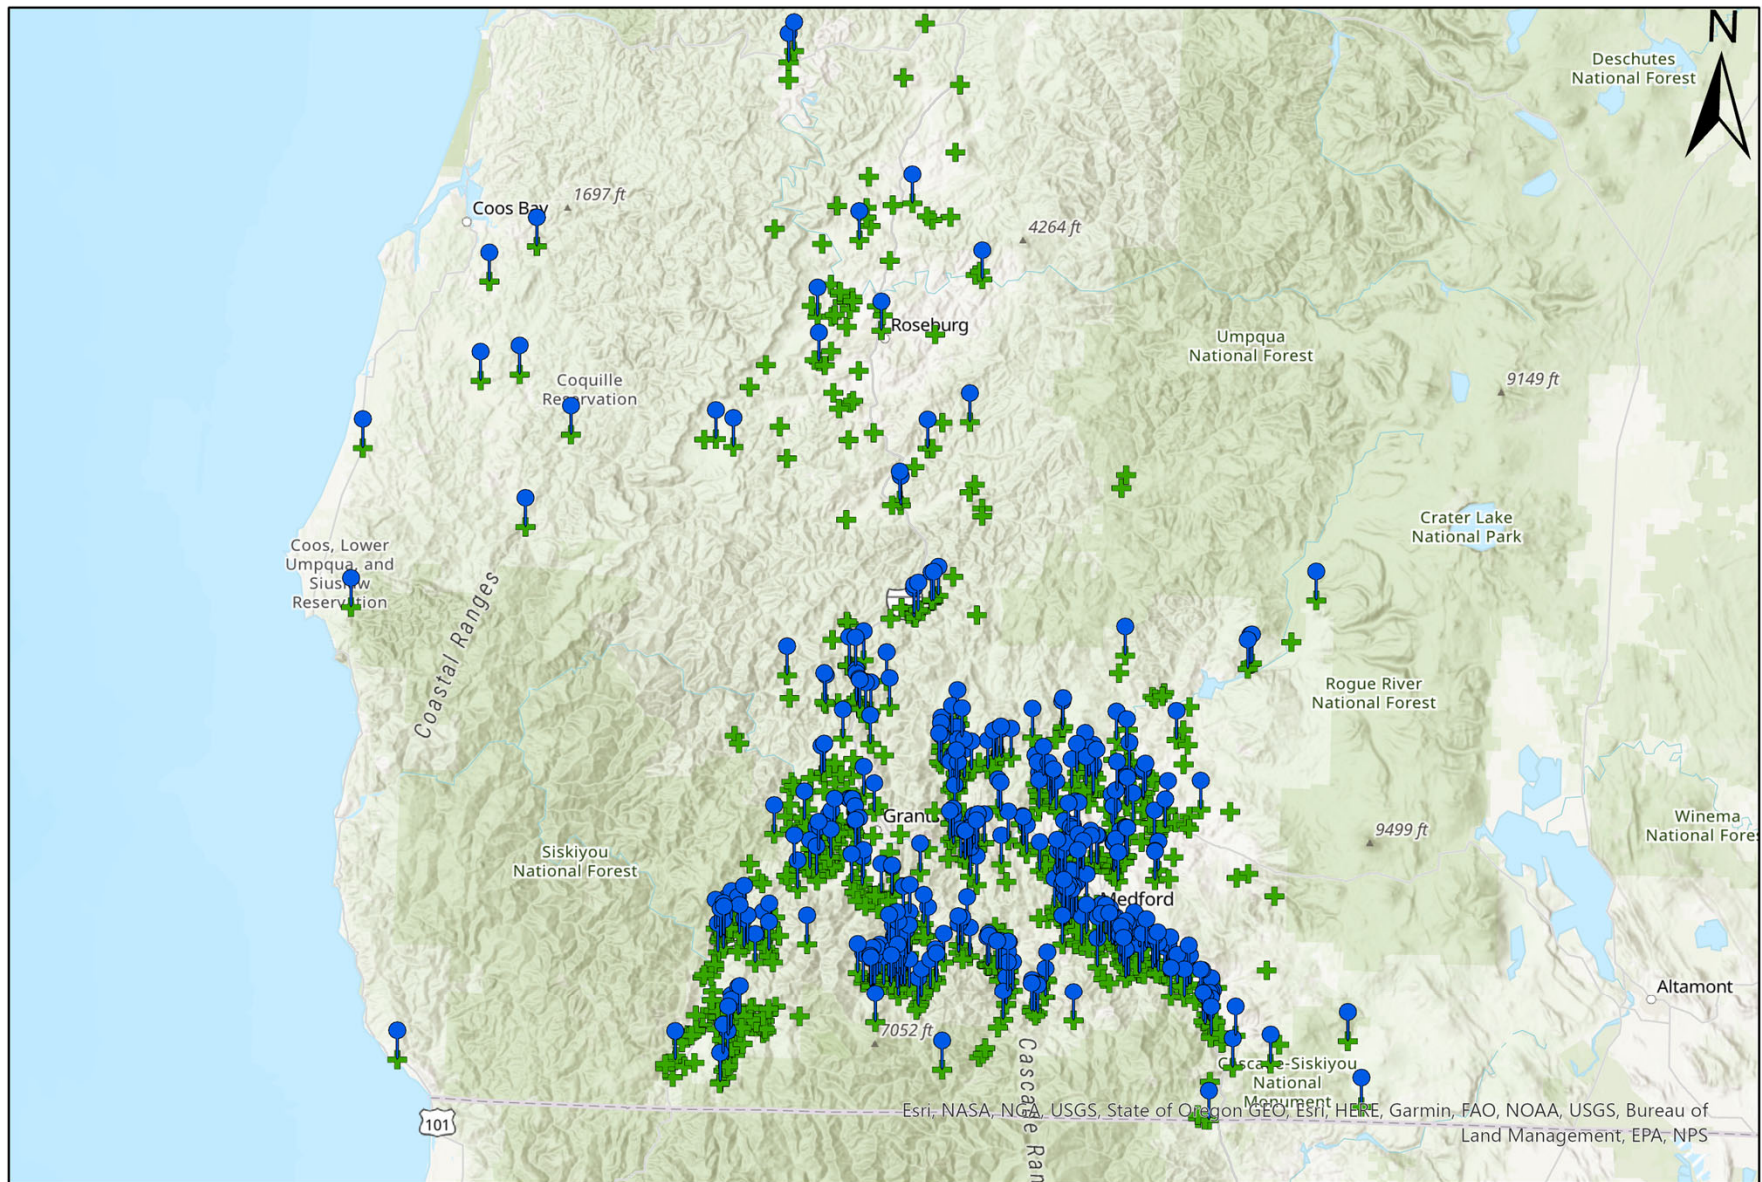 N
Deschutes
National Forest
1697 ft
Coos Bay
4264 ft
Roseburg
Umpqua
National Forest
9149 ft
Coquille
Reservation
Crater Lake
National Park
Coos, Lower
Umpqua, and
Siuslaw
Reservation
Coastal Ranges
Rogue River
National Forest
Grants
Winema
National Fores
9499 ft
Siskiyou
National Forest
Medford
Altamont
7052 ft
Cascade Ran
Cascade-Siskiyou
National
Monument
101
Esri, NASA, NGA, USGS, State of Oregon GEO, Esri, HERE, Garmin, FAO, NOAA, USGS, Bureau of
Land Management, EPA, NPS